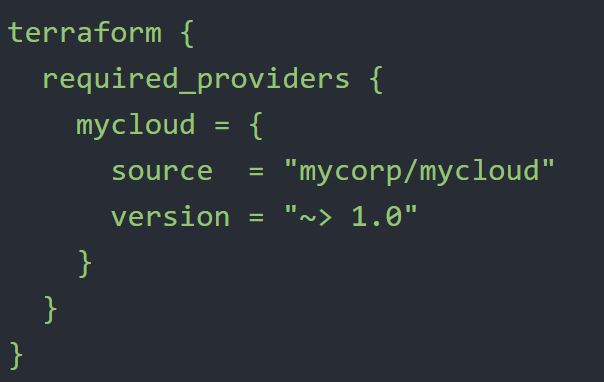 terraform {
  required_providers {
    mycloud = {
      source  = "mycorp/mycloud"
      version = "~> 1.0"
    }
  }
}